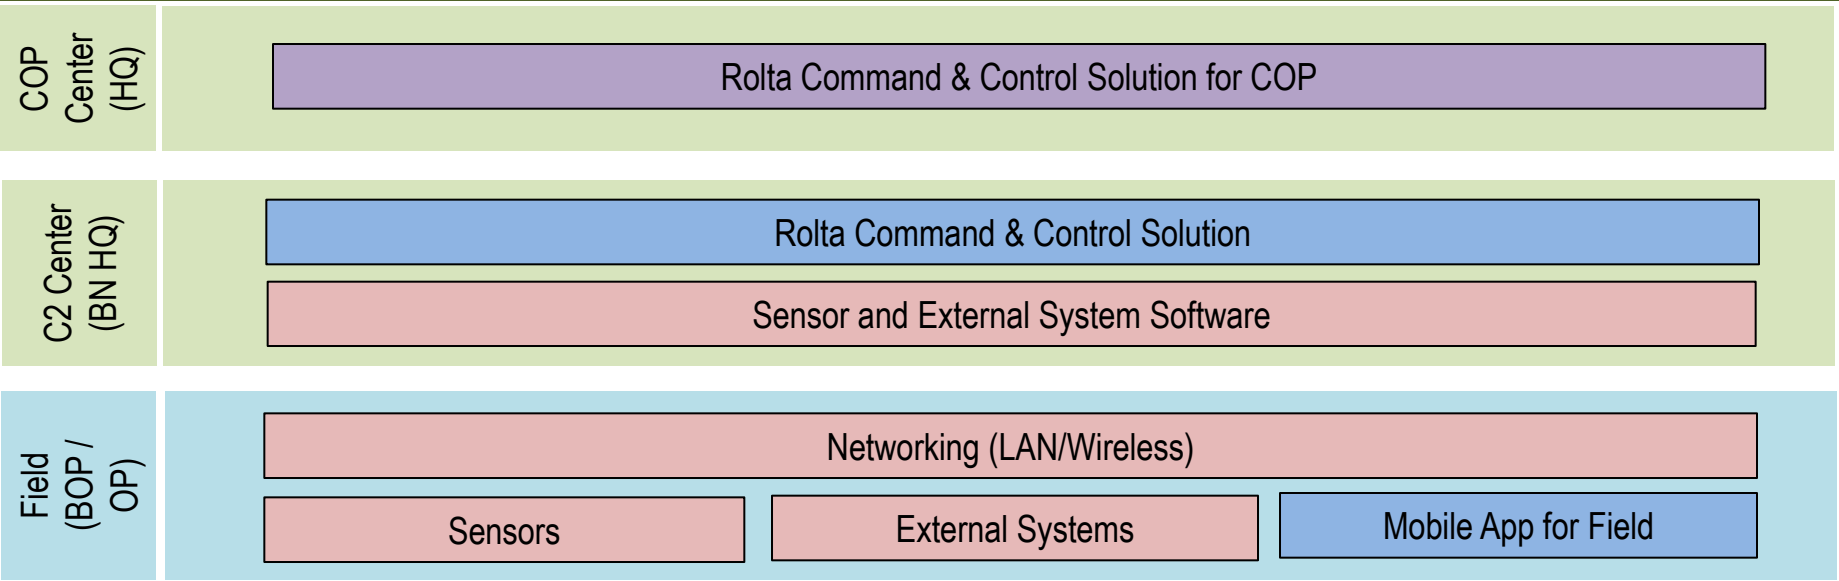 COP
Center
(HQ)
Rolta Command & Control Solution for COP
C2 Center
(BN HQ)
Rolta Command & Control Solution
Sensor and External System Software
Field
(BOP /
OP)
Networking (LAN/Wireless)
Sensors
External Systems
Mobile App for Field